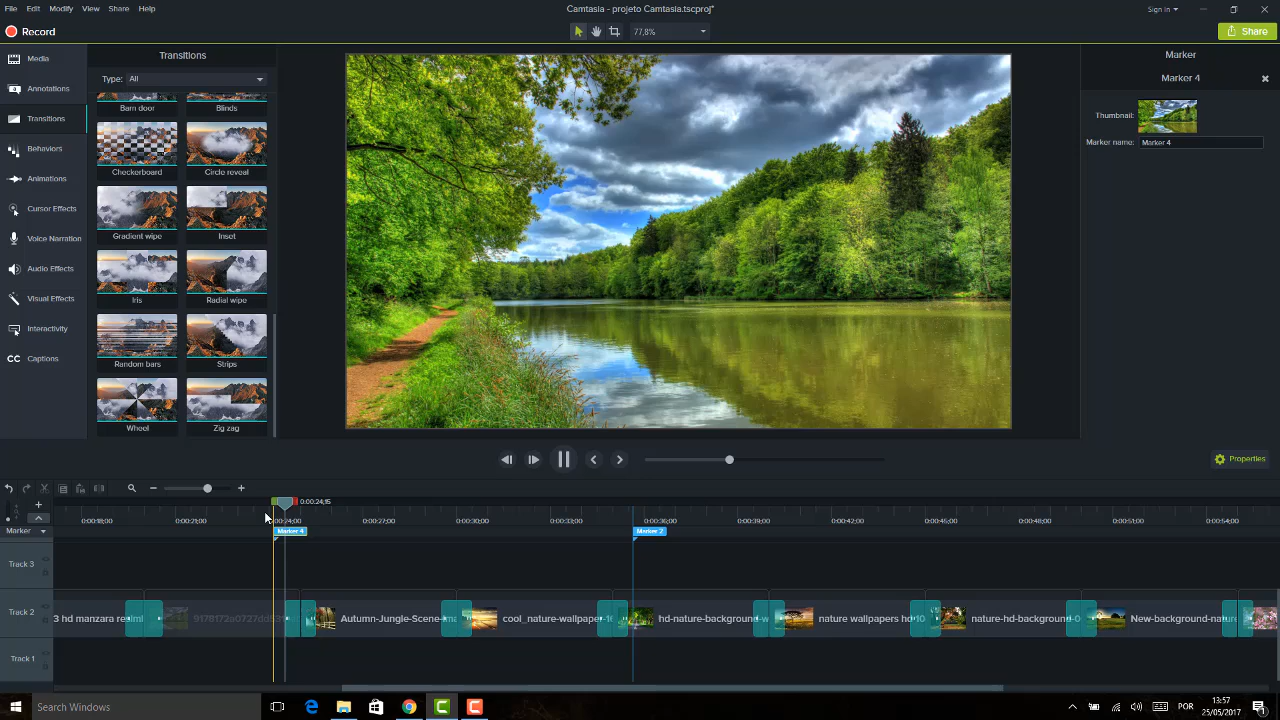 File Edit Modify View Share Help
Camtasia - projeto Camtasia.tscproj*
Sign in
Record
77,8%
Share
Media
Annotations
Transitions
Behaviors
Animations
Cursor Effects
Voice Narration
Audio Effects
Visual Effects
Interactivity
CC Captions
Transitions
Type: All
Barn door Blinds
Checkerboard Circle reveal
Gradient wipe Inset
Iris Radial wipe
Random bars Strips
Wheel Zig zag
Marker
Marker 4
Thumbnail:
Marker name: Marker 4
Properties
0:00:24;15
0:00:18;00 0:00:21;00 0:00:24;00 0:00:27;00 0:00:30;00 0:00:33;00 0:00:36;00 0:00:39;00 0:00:42;00 0:00:45;00 0:00:48;00 0:00:51;00 0:00:54;00
Marker Marker 4 Marker 2
Track 3
Track 2 3 hd manzara Autumn-Jungle-Scene- cool_nature-wallpaper-1 hd-nature-background-w nature wallpapers hd 10 nature-hd-background-0 New-background-nature
Track 1
Search Windows
POR
13:57
25/05/2017